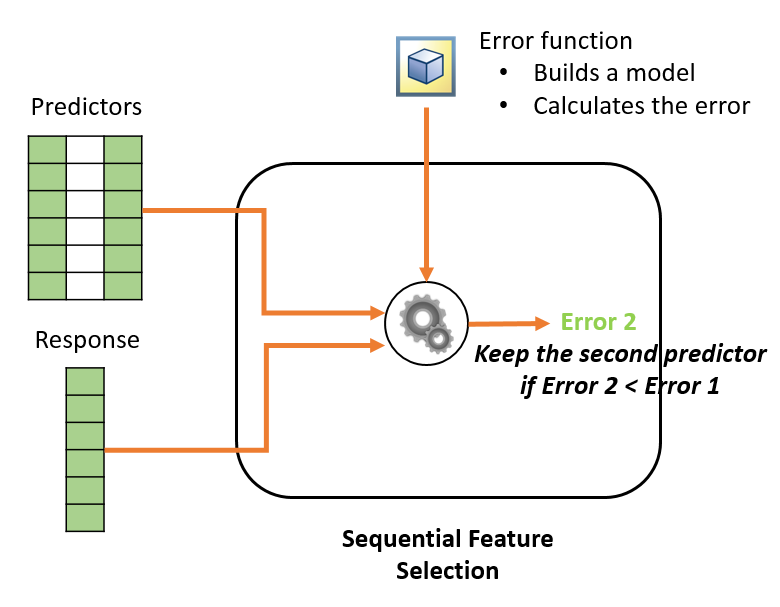 Error function
• Builds a model
• Calculates the error
Predictors
Response
Error 2
Keep the second predictor
if Error 2 < Error 1
Sequential Feature
Selection